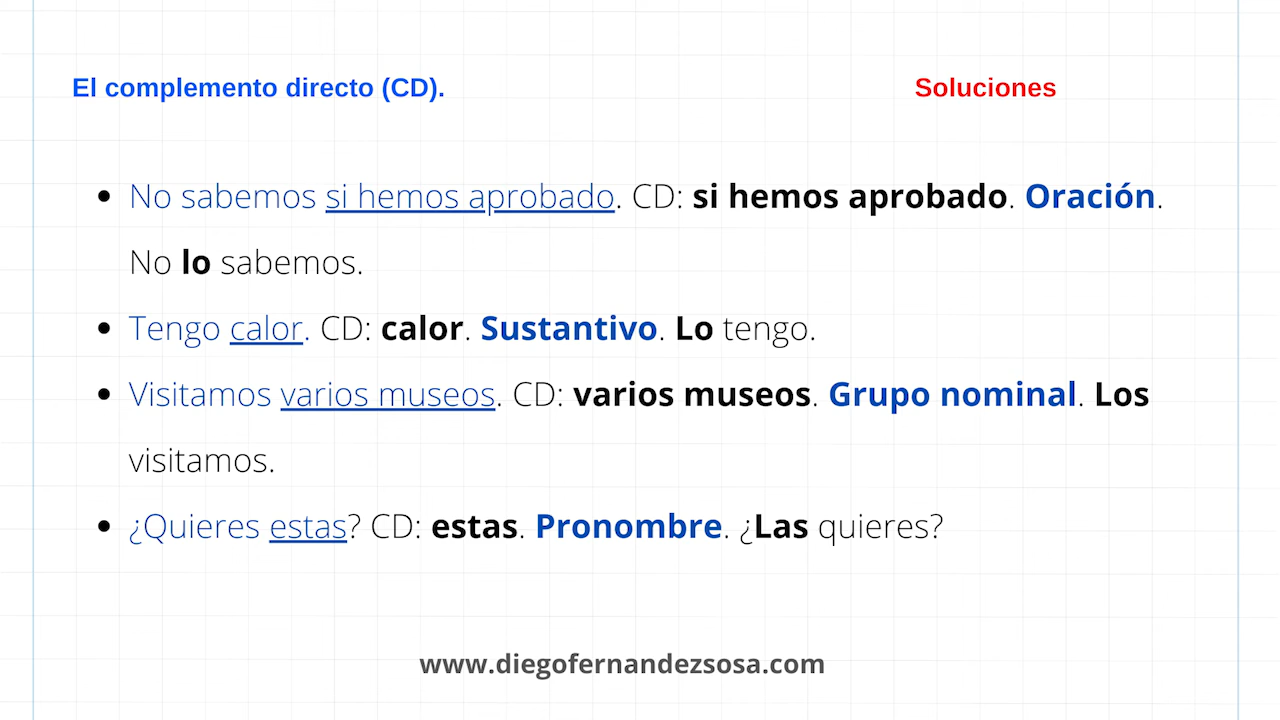 El complemento directo (CD).
Soluciones
• No sabemos si hemos aprobado. CD: si hemos aprobado. Oración.
No lo sabemos.
• Tengo calor. CD: calor. Sustantivo. Lo tengo.
• Visitamos varios museos. CD: varios museos. Grupo nominal. Los
visitamos.
• ¿Quieres estas? CD: estas. Pronombre. ¿Las quieres?
www.diegofernandezsosa.com